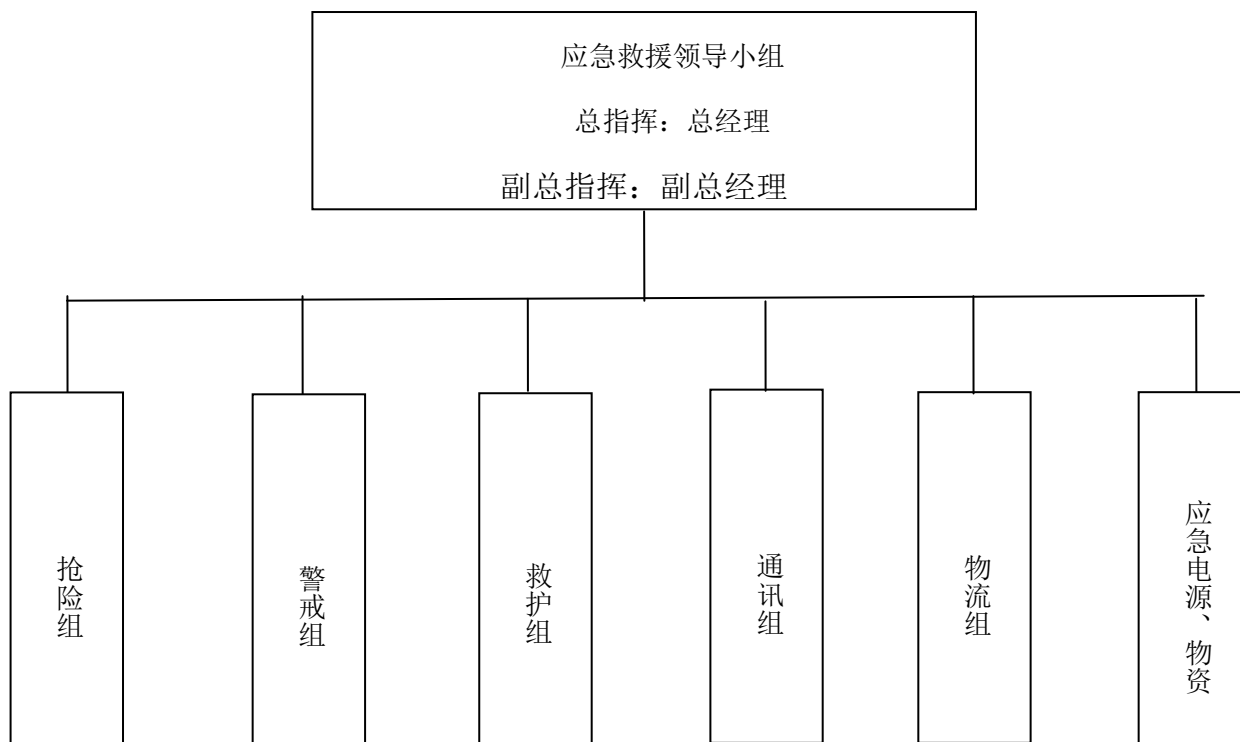 应急救援领导小组
总指挥：总经理
副总指挥：副总经理
抢险组
警戒组
救护组
通讯组
物流组
应急电源、物资